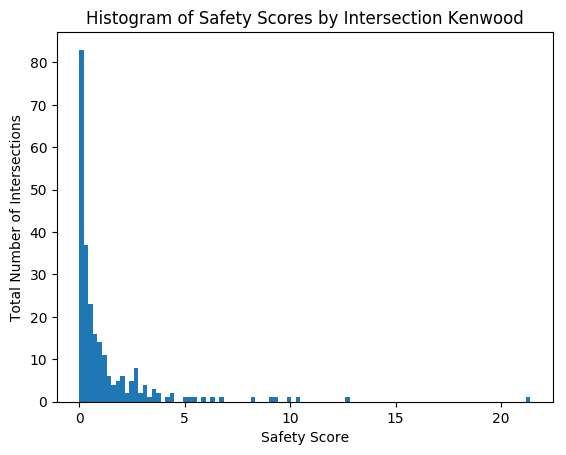 Histogram of Safety Scores by Intersection Kenwood
Total Number of Intersections
80
70
60
50
40
30
20
10
0
0 5 10 15 20
Safety Score